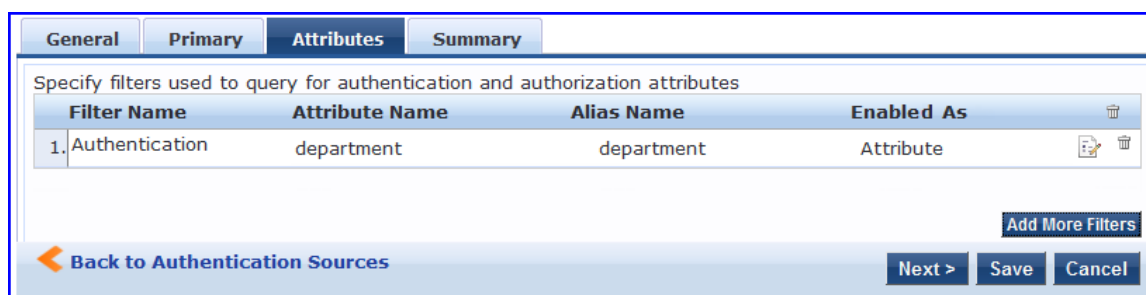 General Primary Attributes Summary
Specify filters used to query for authentication and authorization attributes
Filter Name Attribute Name Alias Name Enabled As
1. Authentication department department Attribute
Add More Filters
Back to Authentication Sources Next > Save Cancel